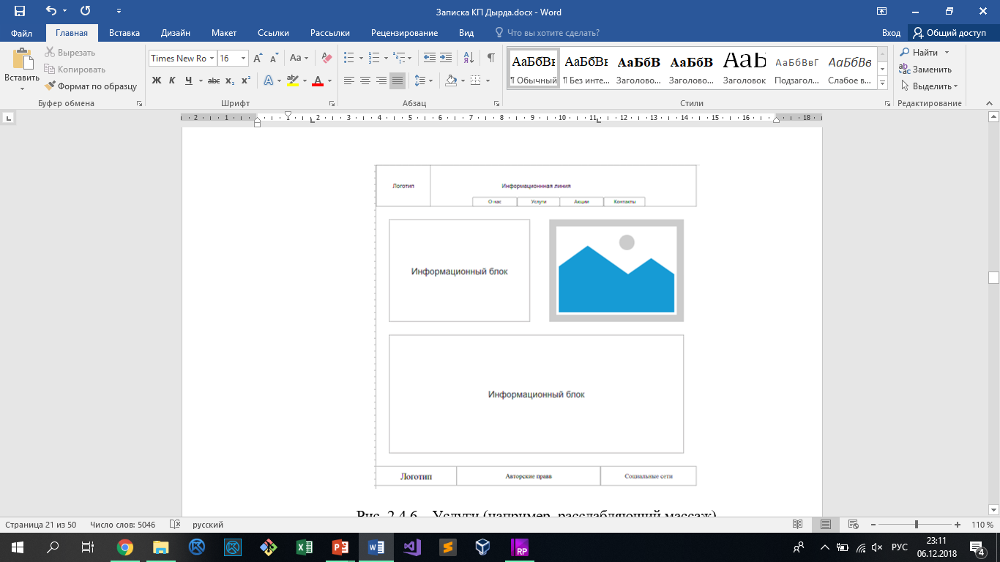 Записка КП Дырда.docx - Word
Файл Главная Вставка Дизайн Макет Ссылки Рассылки Рецензирование Вид Что вы хотите сделать? Вход Общий доступ
Вставить
Вырезать
Копировать
Формат по образцу
Буфер обмена
Times New Ro 16
Ж К Ч abc x₂ x²
Шрифт
Абзац
АаБбВı АаБбВı АаБбВ АаБбВ АаЬ АаБбВвГ АаБбВв
¶ Обычный ¶ Без инте... Заголово... Заголово... Заголовок Подзагол... Слабое в...
Стили
Найти
Заменить
Выделить
Редактирование
2 1 1 2 3 4 5 6 7 8 9 10 11 12 13 14 15 16 18
Логотип
Информационнная линия
О нас Услуги Акции Контакты
Информационный блок
Информационный блок
Логотип Авторские права Социальные сети
Рис. 2.4.6 – Услуги (например, расслабляющий массаж)
Страница 21 из 50 Число слов: 5046 русский 110 %
РУС
23:11
06.12.2018
4